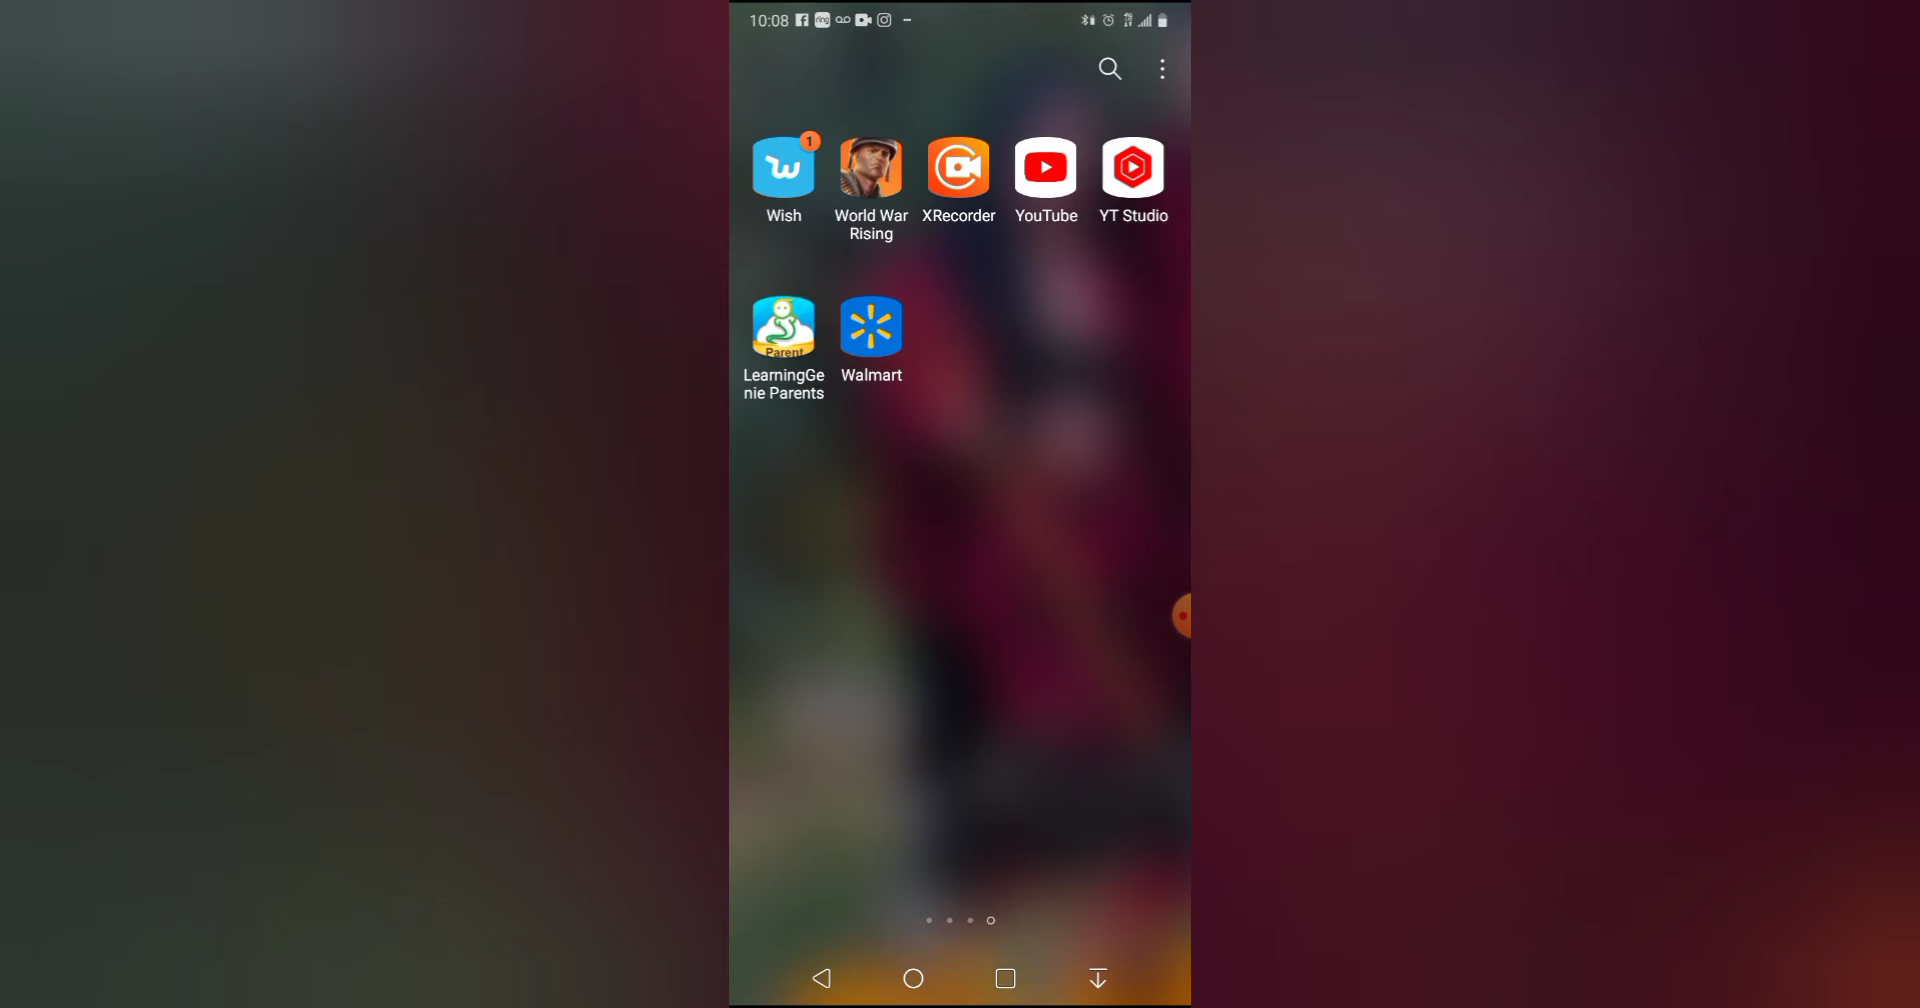 10:08
1
Wish
World War
Rising
XRecorder
YouTube
YT Studio
Parent
LearningGe
nie Parents
Walmart